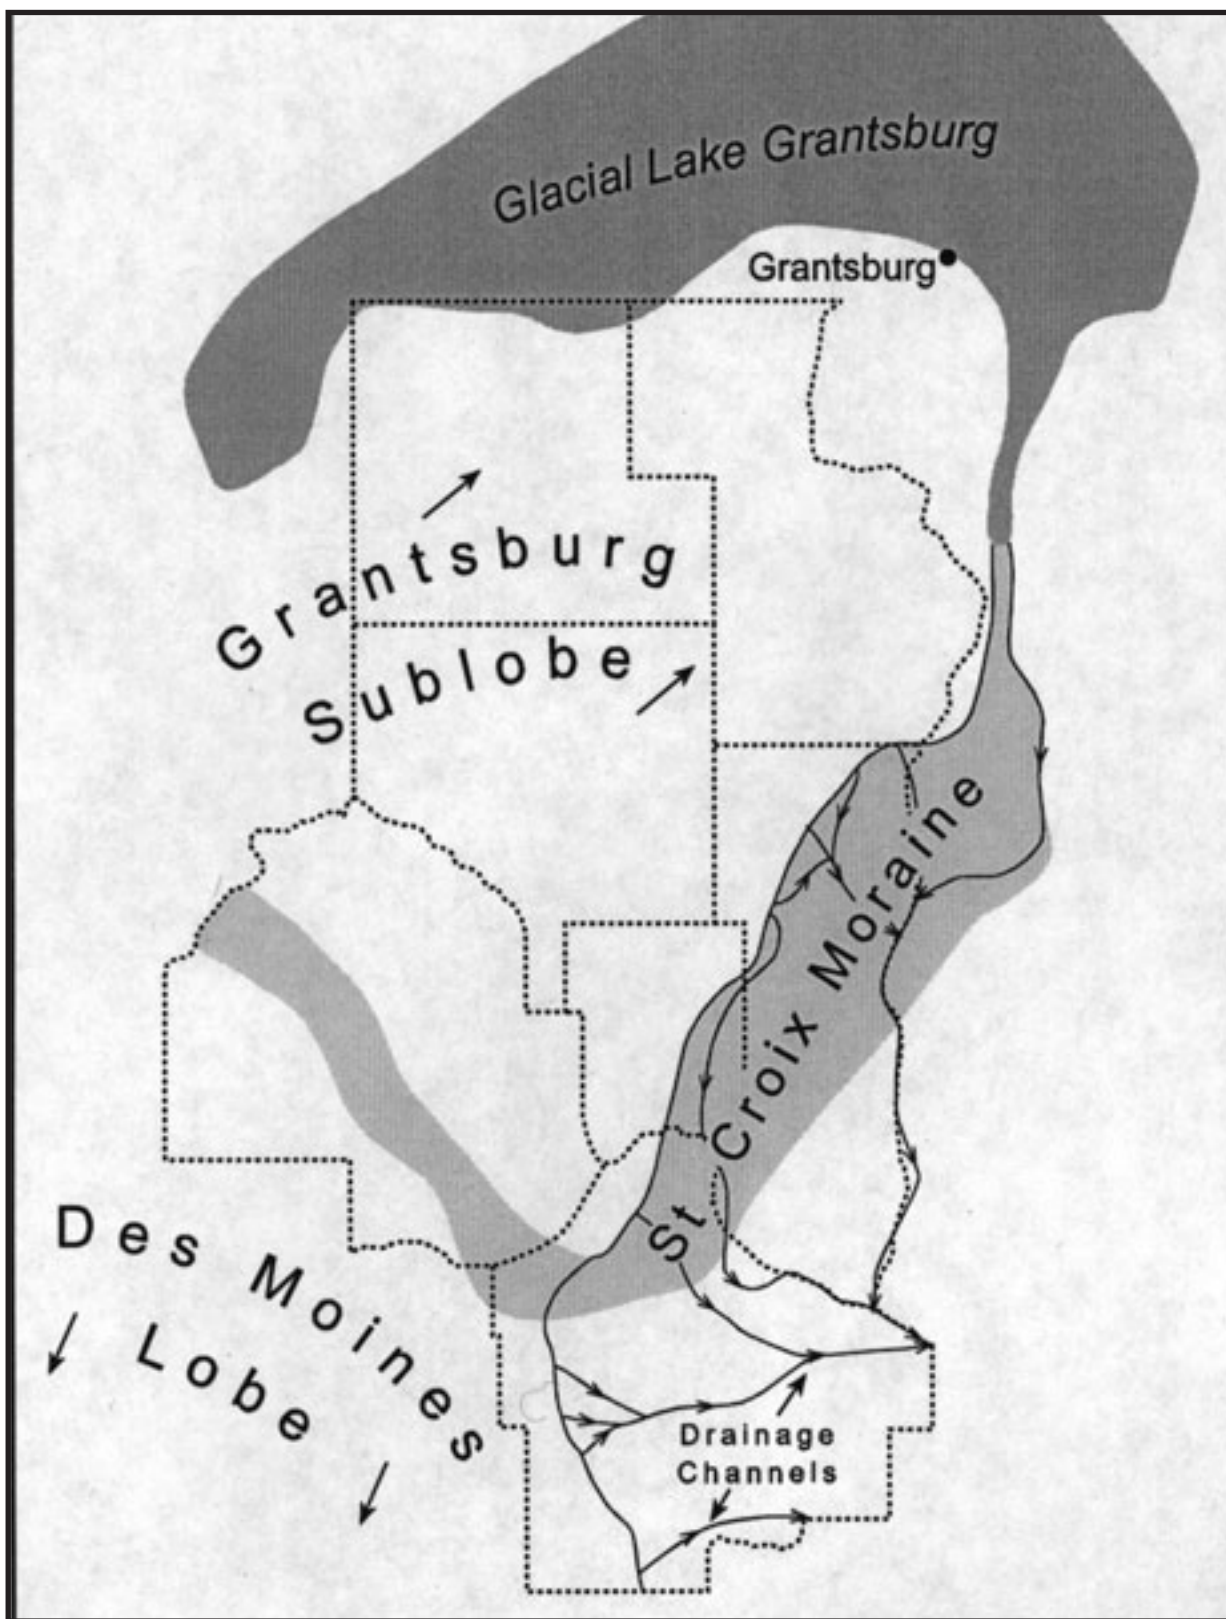 Glacial Lake Grantsburg
Grantsburg
Grantsburg
Sublobe
St Croix Moraine
Des Moines
Lobe
Drainage
Channels